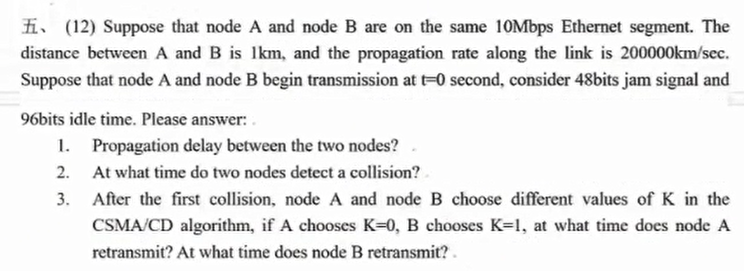 五、 (12) Suppose that node A and node B are on the same 10Mbps Ethernet segment. The
distance between A and B is 1km, and the propagation rate along the link is 200000km/sec.
Suppose that node A and node B begin transmission at t=0 second, consider 48bits jam signal and
96bits idle time. Please answer:
1. Propagation delay between the two nodes?
2. At what time do two nodes detect a collision?
3. After the first collision, node A and node B choose different values of K in the
CSMA/CD algorithm, if A chooses K=0, B chooses K=1, at what time does node A
retransmit? At what time does node B retransmit?